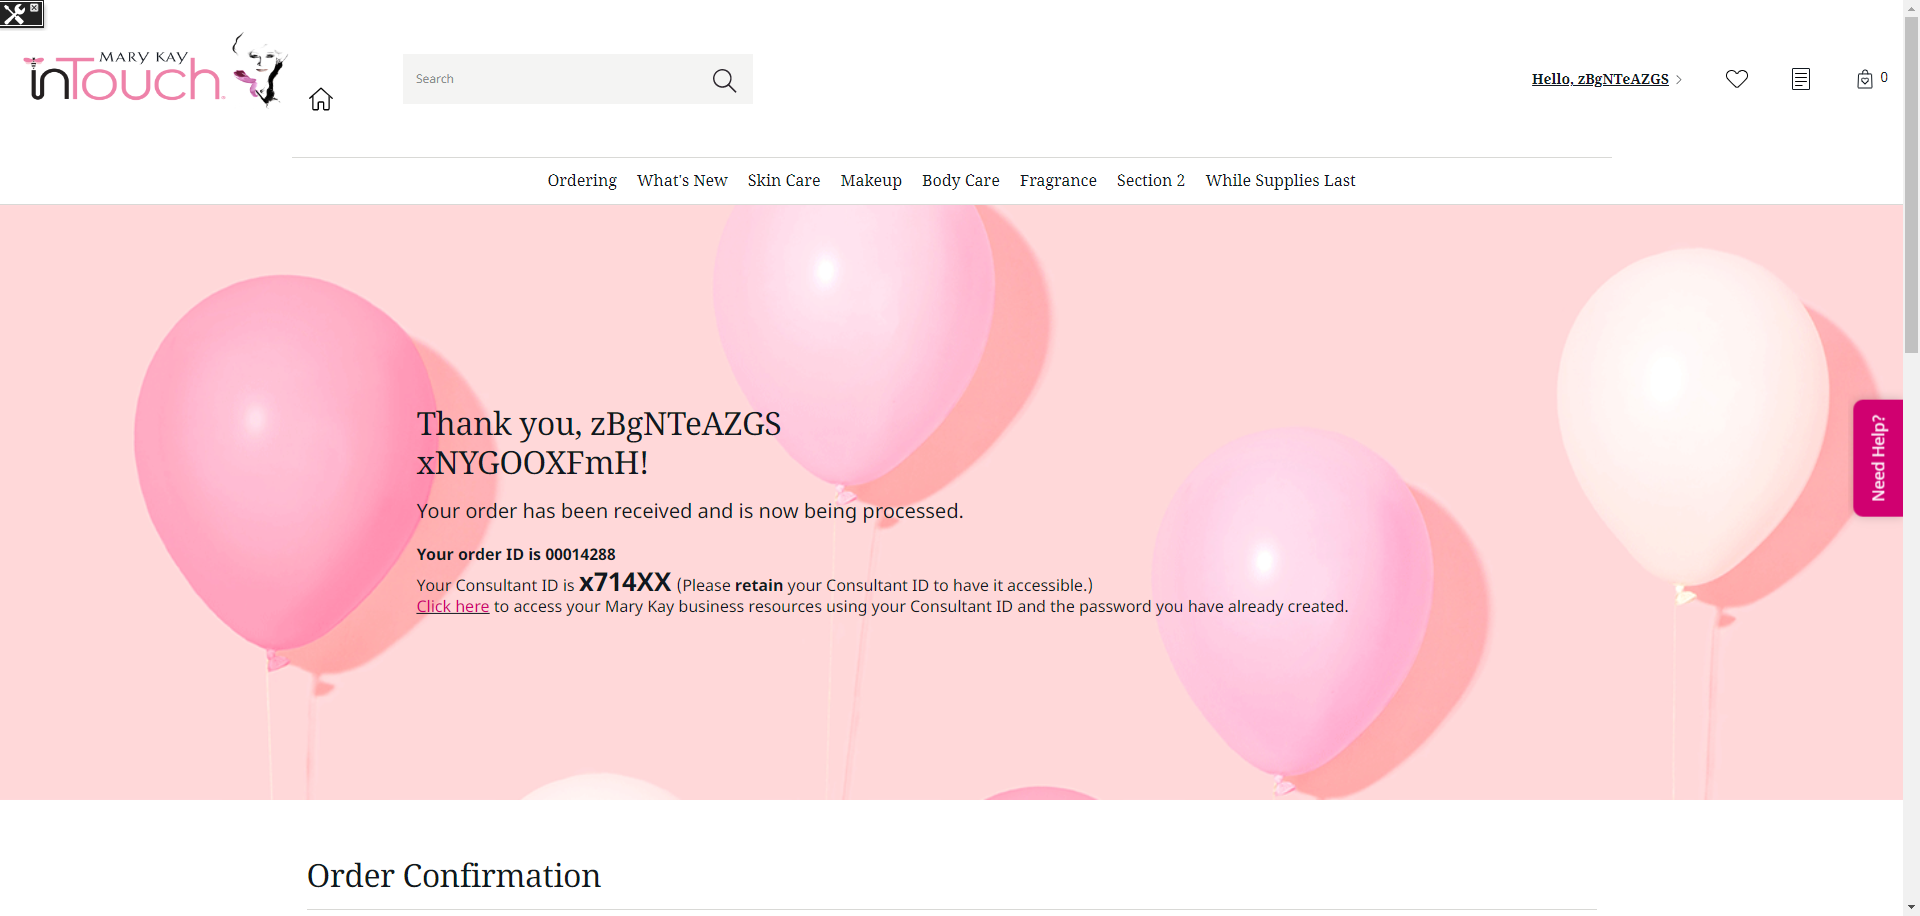 MARY KAY
inTouch
Search
Hello, zBgNTeAZGS
0
Ordering What's New Skin Care Makeup Body Care Fragrance Section 2 While Supplies Last
Thank you, zBgNTeAZGS
xNYGOOXFmH!
Your order has been received and is now being processed.
Your order ID is 00014288
Your Consultant ID is x714XX (Please retain your Consultant ID to have it accessible.)
Click here to access your Mary Kay business resources using your Consultant ID and the password you have already created.
Need Help?
Order Confirmation